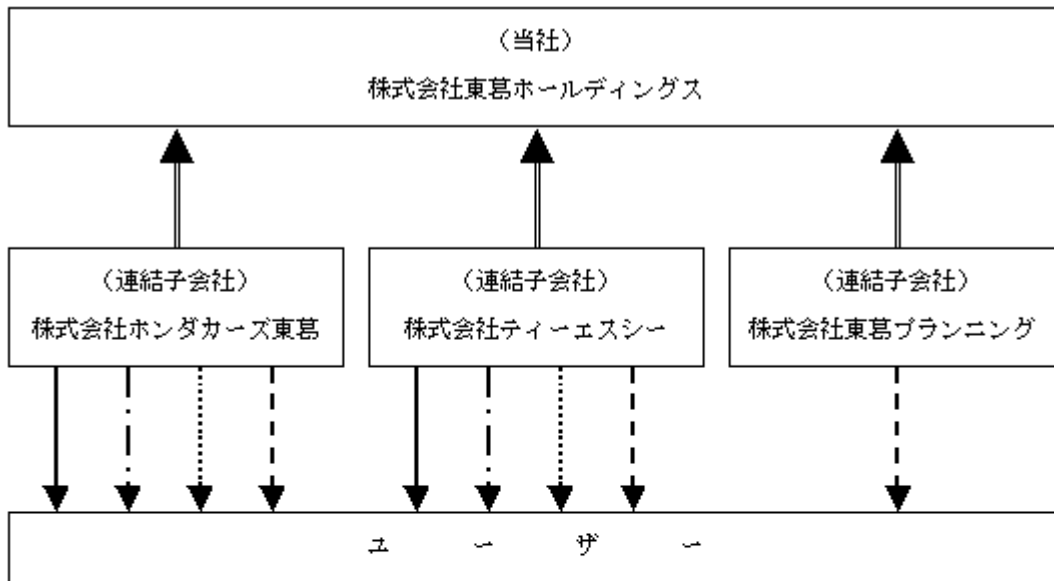 （当社）
株式会社東葛ホールディングス
（連結子会社）
株式会社ホンダカーズ東葛
（連結子会社）
株式会社ティーエスシー
（連結子会社）
株式会社東葛プランニング
ユーザー